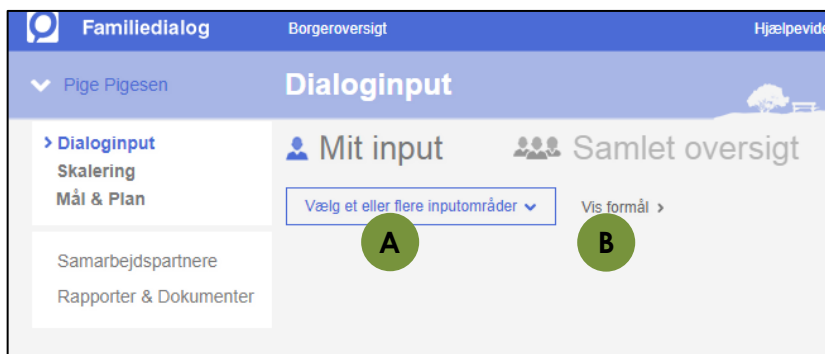 Familiedialog
Borgeroversigt
Hjælpevide
Pige Pigesen
Dialoginput
Dialoginput
Skalering
Mål & Plan
Samarbejdspartnere
Rapporter & Dokumenter
Mit input
Samlet oversigt
Vælg et eller flere inputområder
Vis formål
A
B